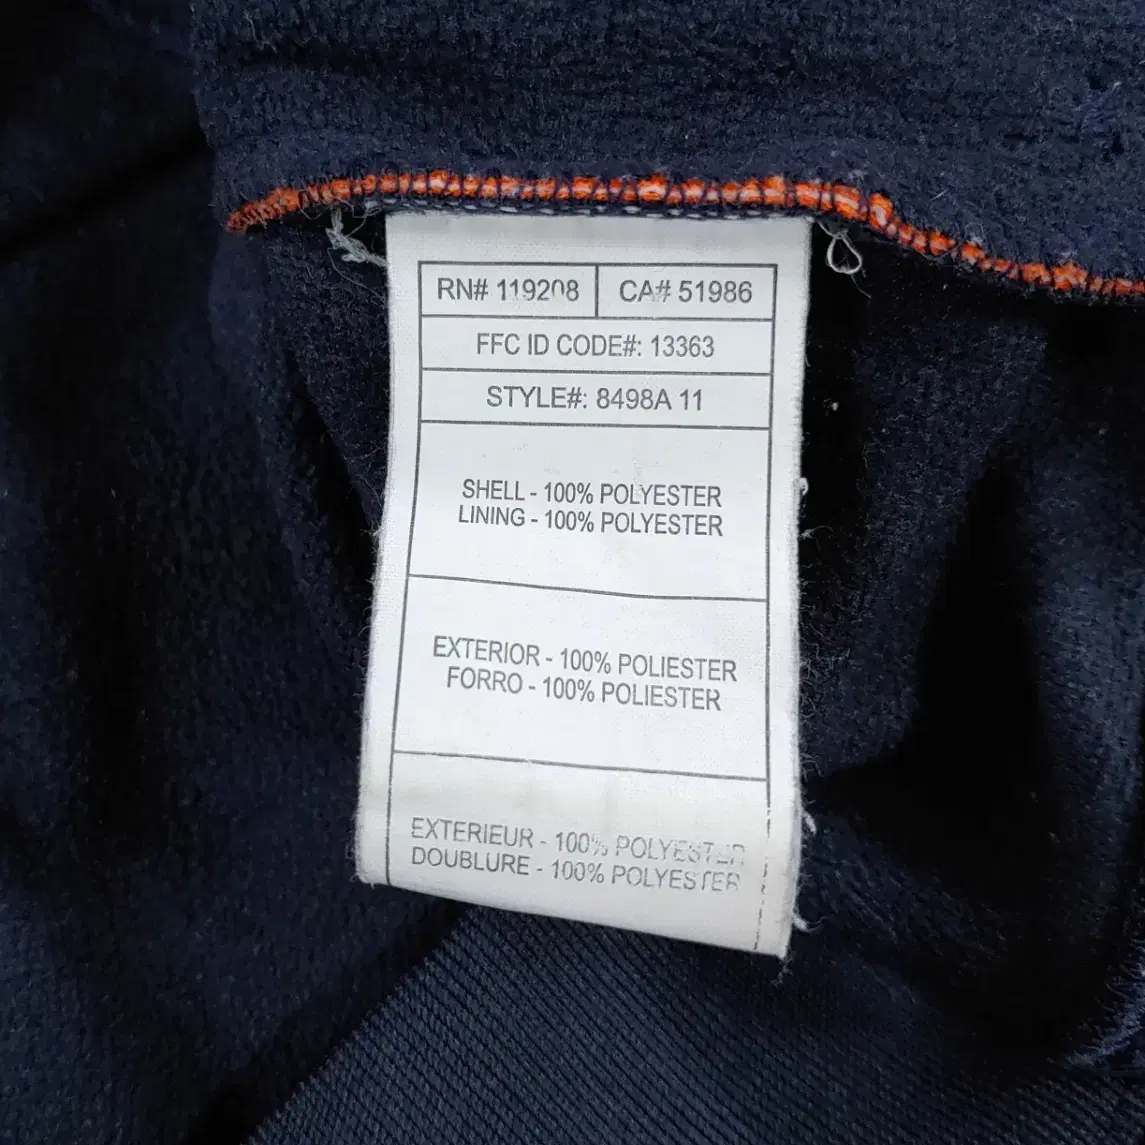 RN# 119208 CA# 51986
FFC ID CODE#: 13363
STYLE#: 8498A 11
SHELL - 100% POLYESTER
LINING - 100% POLYESTER
EXTERIOR - 100% POLIESTER
FORRO - 100% POLIESTER
EXTERIEUR - 100% POLYESTER
DOUBLURE - 100% POLYESTER